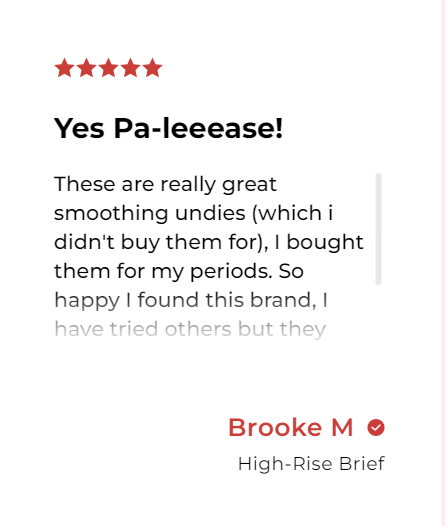 Yes Pa-leeease!
These are really great
smoothing undies (which i
didn't buy them for), I bought
them for my periods. So
happy I found this brand, I
have tried others but they
Brooke M
High-Rise Brief